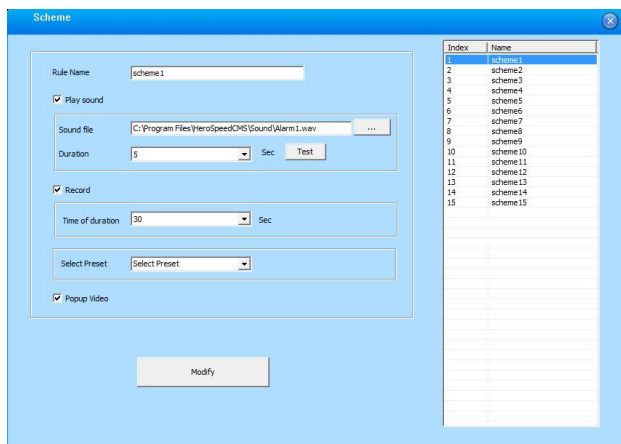 Scheme
Rule Name scheme1
Play sound
Sound file C:\Program Files\HeroSpeedCMS\Sound\Alarm1.wav ...
Duration 5 Sec Test
Record
Time of duration 30 Sec
Select Preset Select Preset
Popup Video
Modify
Index Name
1 scheme1
2 scheme2
3 scheme3
4 scheme4
5 scheme5
6 scheme6
7 scheme7
8 scheme8
9 scheme9
10 scheme10
11 scheme11
12 scheme12
13 scheme13
14 scheme14
15 scheme15